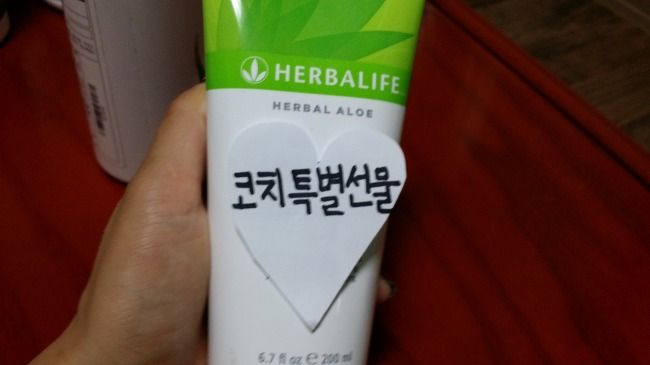 HERBALIFE
HERBAL ALOE
코치특별선물
6.7 fl oz ℮ 200 ml